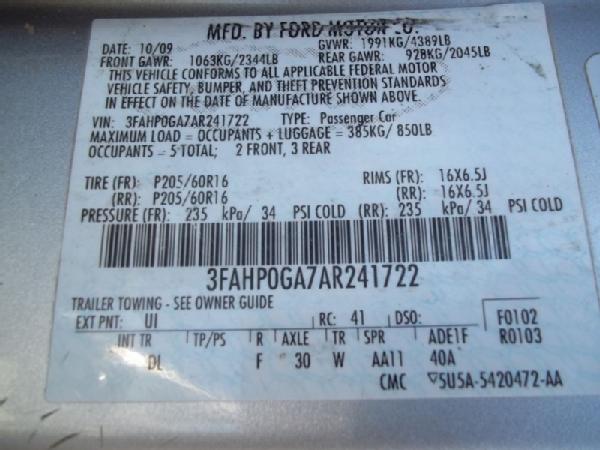 MFD. BY FORD MOTOR CO.
DATE: 10/09 GVWR: 1991KG/4389LB
FRONT GAWR: 1063KG/2344LB REAR GAWR: 928KG/2045LB
THIS VEHICLE CONFORMS TO ALL APPLICABLE FEDERAL MOTOR
VEHICLE SAFETY, BUMPER, AND THEFT PREVENTION STANDARDS
IN EFFECT ON THE DATE OF MANUFACTURE SHOWN ABOVE.
VIN: 3FAHP0GA7AR241722 TYPE: Passenger Car
MAXIMUM LOAD = OCCUPANTS + LUGGAGE = 385KG/ 850LB
OCCUPANTS = 5 TOTAL; 2 FRONT, 3 REAR
TIRE (FR): P205/60R16 RIMS (FR): 16X6.5J
(RR): P205/60R16 (RR): 16X6.5J
PRESSURE (FR): 235 kPa/ 34 PSI COLD (RR): 235 kPa/ 34 PSI COLD
3FAHP0GA7AR241722
TRAILER TOWING - SEE OWNER GUIDE
EXT PNT: UI RC: 41 DSO: F0102
INT TR TP/PS R AXLE TR SPR ADE1F R0103
DL F 30 W AA11 40A
CMC ▽5U5A-5420472-AA